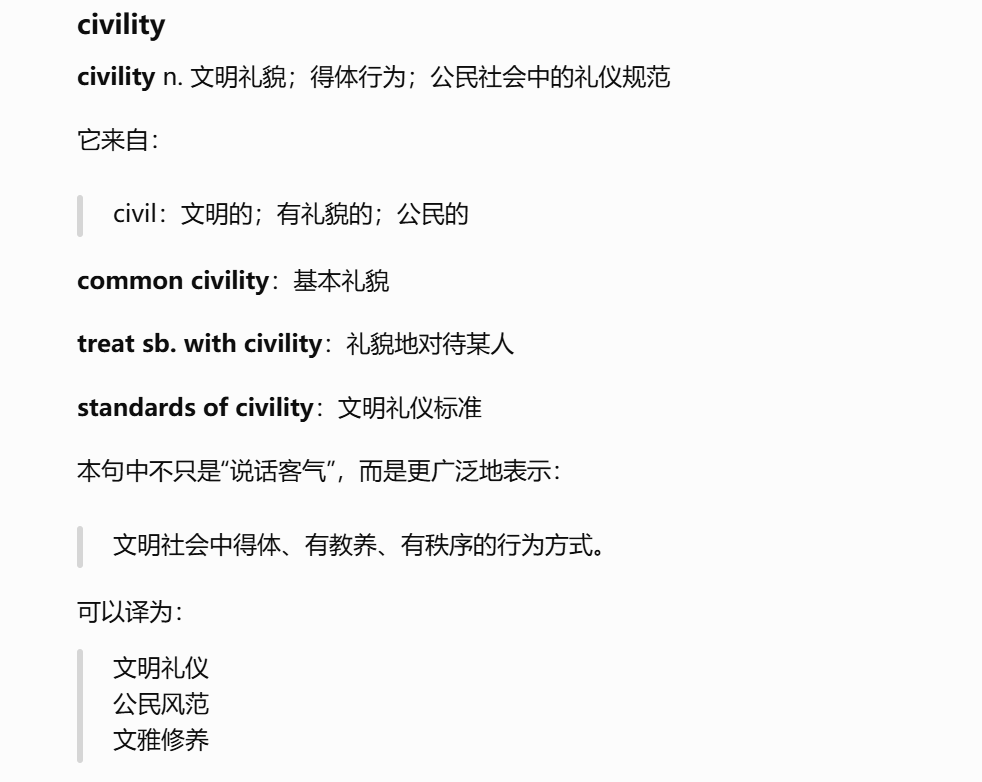 civility
civility n. 文明礼貌；得体行为；公民社会中的礼仪规范
它来自：
civil：文明的；有礼貌的；公民的
common civility：基本礼貌
treat sb. with civility：礼貌地对待某人
standards of civility：文明礼仪标准
本句中不只是“说话客气”，而是更广泛地表示：
文明社会中得体、有教养、有秩序的行为方式。
可以译为：
文明礼仪
公民风范
文雅修养